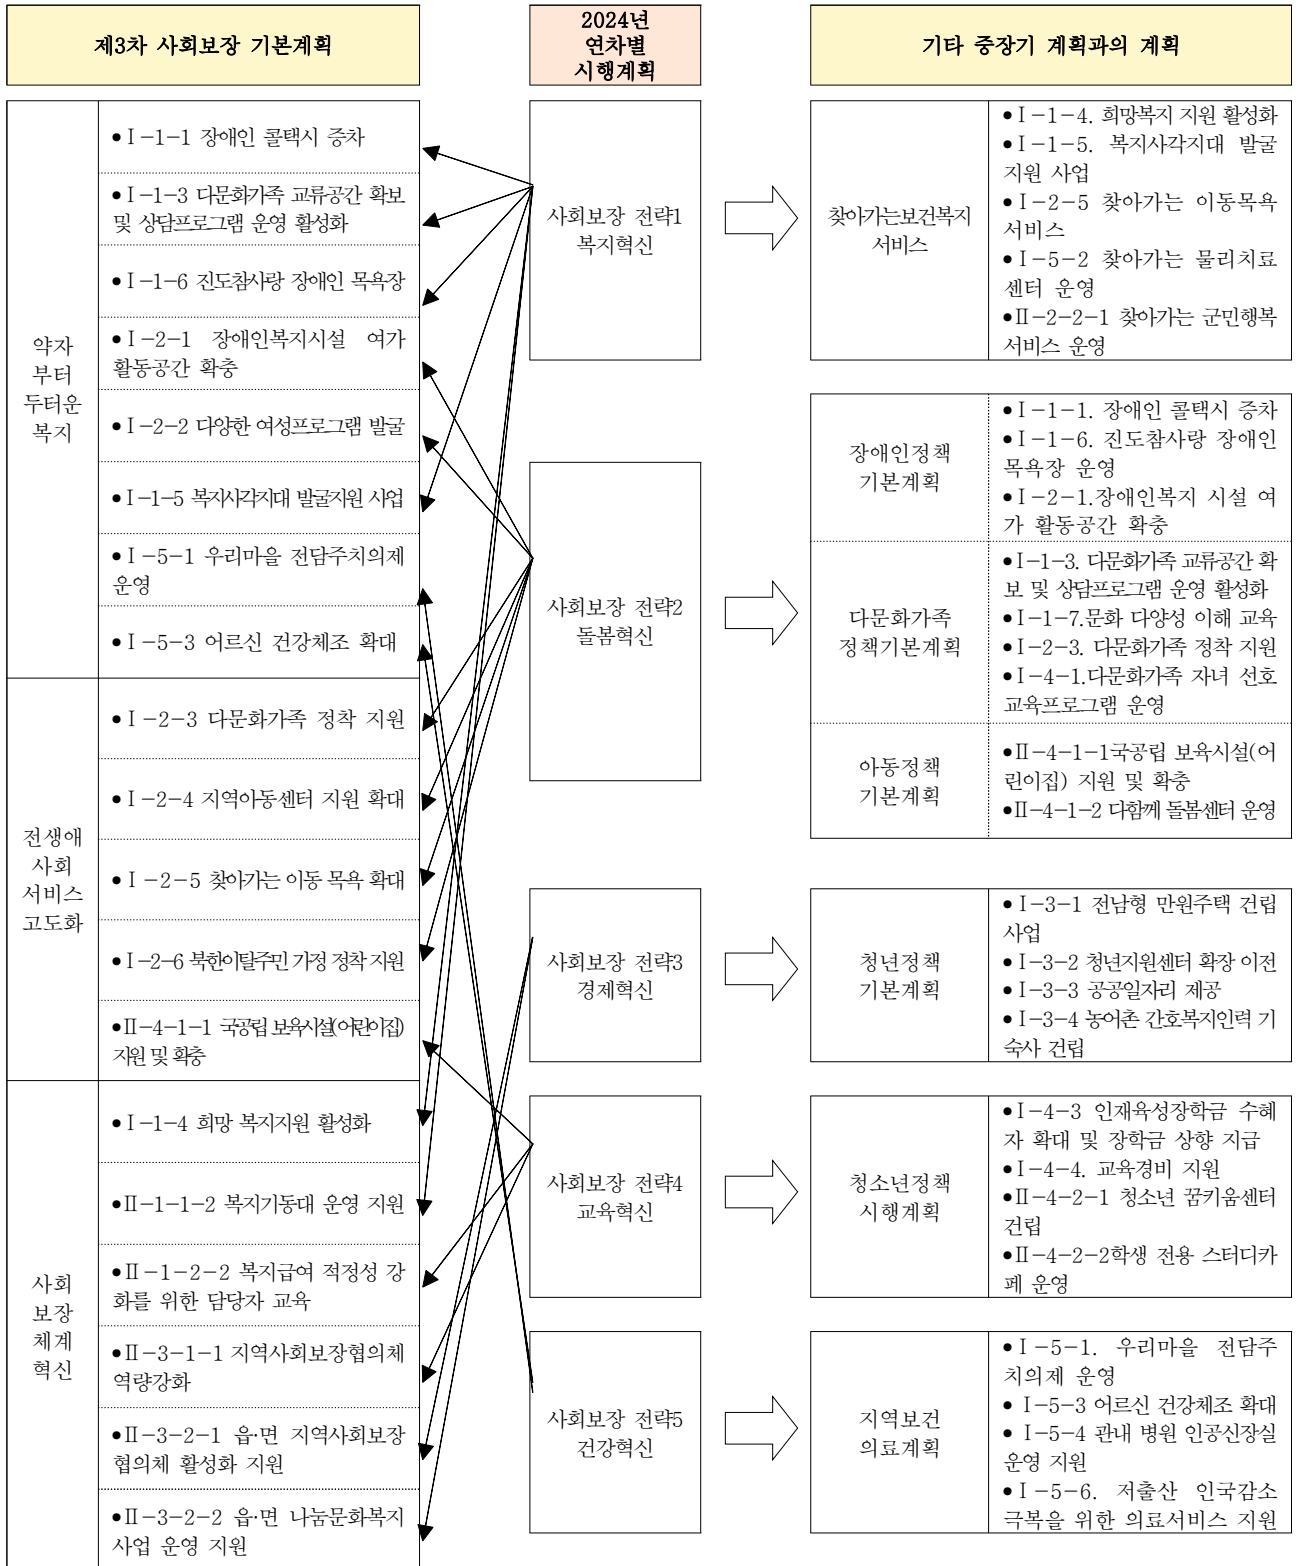 제3차 사회보장 기본계획
2024년
연차별
시행계획
기타 중장기 계획과의 계획
약자
부터
두터운
복지
●Ⅰ-1-1 장애인 콜택시 증차
●Ⅰ-1-3 다문화가족 교류공간 확보
및 상담프로그램 운영 활성화
●Ⅰ-1-6 진도참사랑 장애인 목욕장
●Ⅰ-2-1 장애인복지시설 여가
활동공간 확충
●Ⅰ-2-2 다양한 여성프로그램 발굴
●Ⅰ-1-5 복지사각지대 발굴지원 사업
●Ⅰ-5-1 우리마을 전담주치의제
운영
●Ⅰ-5-3 어르신 건강체조 확대
전생애
사회
서비스
고도화
●Ⅰ-2-3 다문화가족 정착 지원
●Ⅰ-2-4 지역아동센터 지원 확대
●Ⅰ-2-5 찾아가는 이동 목욕 확대
●Ⅰ-2-6 북한이탈주민 가정 정착 지원
●Ⅱ-4-1-1 국공립 보육시설(어린이집)
지원 및 확충
사회
보장
체계
혁신
●Ⅰ-1-4 희망 복지지원 활성화
●Ⅱ-1-1-2 복지기동대 운영 지원
●Ⅱ-1-2-2 복지급여 적정성 강
화를 위한 담당자 교육
●Ⅱ-3-1-1 지역사회보장협의체
역량강화
●Ⅱ-3-2-1 읍·면 지역사회보장
협의체 활성화 지원
●Ⅱ-3-2-2 읍·면 나눔문화복지
사업 운영 지원
사회보장 전략1
복지혁신
사회보장 전략2
돌봄혁신
사회보장 전략3
경제혁신
사회보장 전략4
교육혁신
사회보장 전략5
건강혁신
찾아가는보건복지
서비스
●Ⅰ-1-4. 희망복지 지원 활성화
●Ⅰ-1-5. 복지사각지대 발굴
지원 사업
●Ⅰ-2-5 찾아가는 이동목욕
서비스
●Ⅰ-5-2 찾아가는 물리치료
센터 운영
●Ⅱ-2-2-1 찾아가는 군민행복
서비스 운영
장애인정책
기본계획
●Ⅰ-1-1. 장애인 콜택시 증차
●Ⅰ-1-6. 진도참사랑 장애인
목욕장 운영
●Ⅰ-2-1.장애인복지 시설 여
가 활동공간 확충
다문화가족
정책기본계획
●Ⅰ-1-3. 다문화가족 교류공간 확
보 및 상담프로그램 운영 활성화
●Ⅰ-1-7.문화 다양성 이해 교육
●Ⅰ-2-3. 다문화가족 정착 지원
●Ⅰ-4-1.다문화가족 자녀 선호
교육프로그램 운영
아동정책
기본계획
●Ⅱ-4-1-1국공립 보육시설(어
린이집) 지원 및 확충
●Ⅱ-4-1-2 다함께 돌봄센터 운영
청년정책
기본계획
●Ⅰ-3-1 전남형 만원주택 건립
사업
●Ⅰ-3-2 청년지원센터 확장 이전
●Ⅰ-3-3 공공일자리 제공
●Ⅰ-3-4 농어촌 간호복지인력 기
숙사 건립
청소년정책
시행계획
●Ⅰ-4-3 인재육성장학금 수혜
자 확대 및 장학금 상향 지급
●Ⅰ-4-4. 교육경비 지원
●Ⅱ-4-2-1 청소년 꿈키움센터
건립
●Ⅱ-4-2-2학생 전용 스터디카
페 운영
지역보건
의료계획
●Ⅰ-5-1. 우리마을 전담주
치의제 운영
● Ⅰ-5-3 어르신 건강체조 확대
● Ⅰ-5-4 관내 병원 인공신장실
운영 지원
●Ⅰ-5-6. 저출산 인국감소
극복을 위한 의료서비스 지원